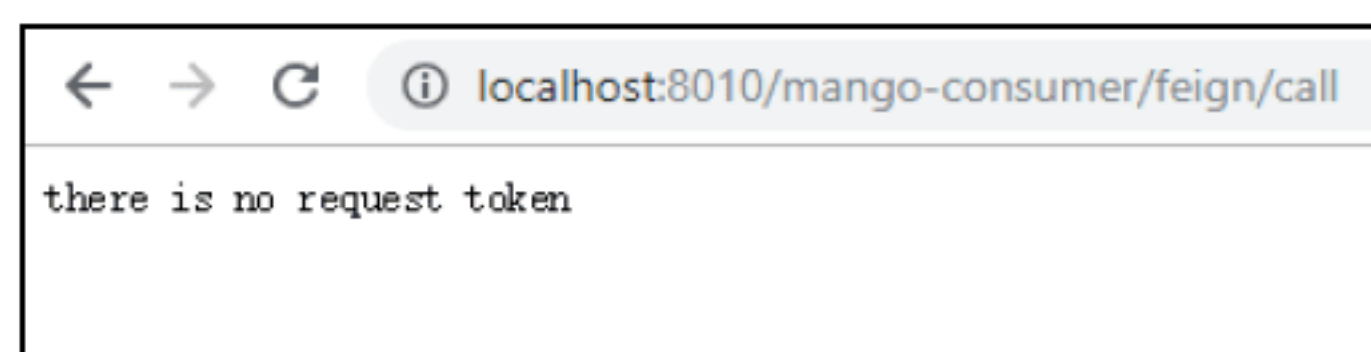 localhost:8010/mango-consumer/feign/call
there is no request token